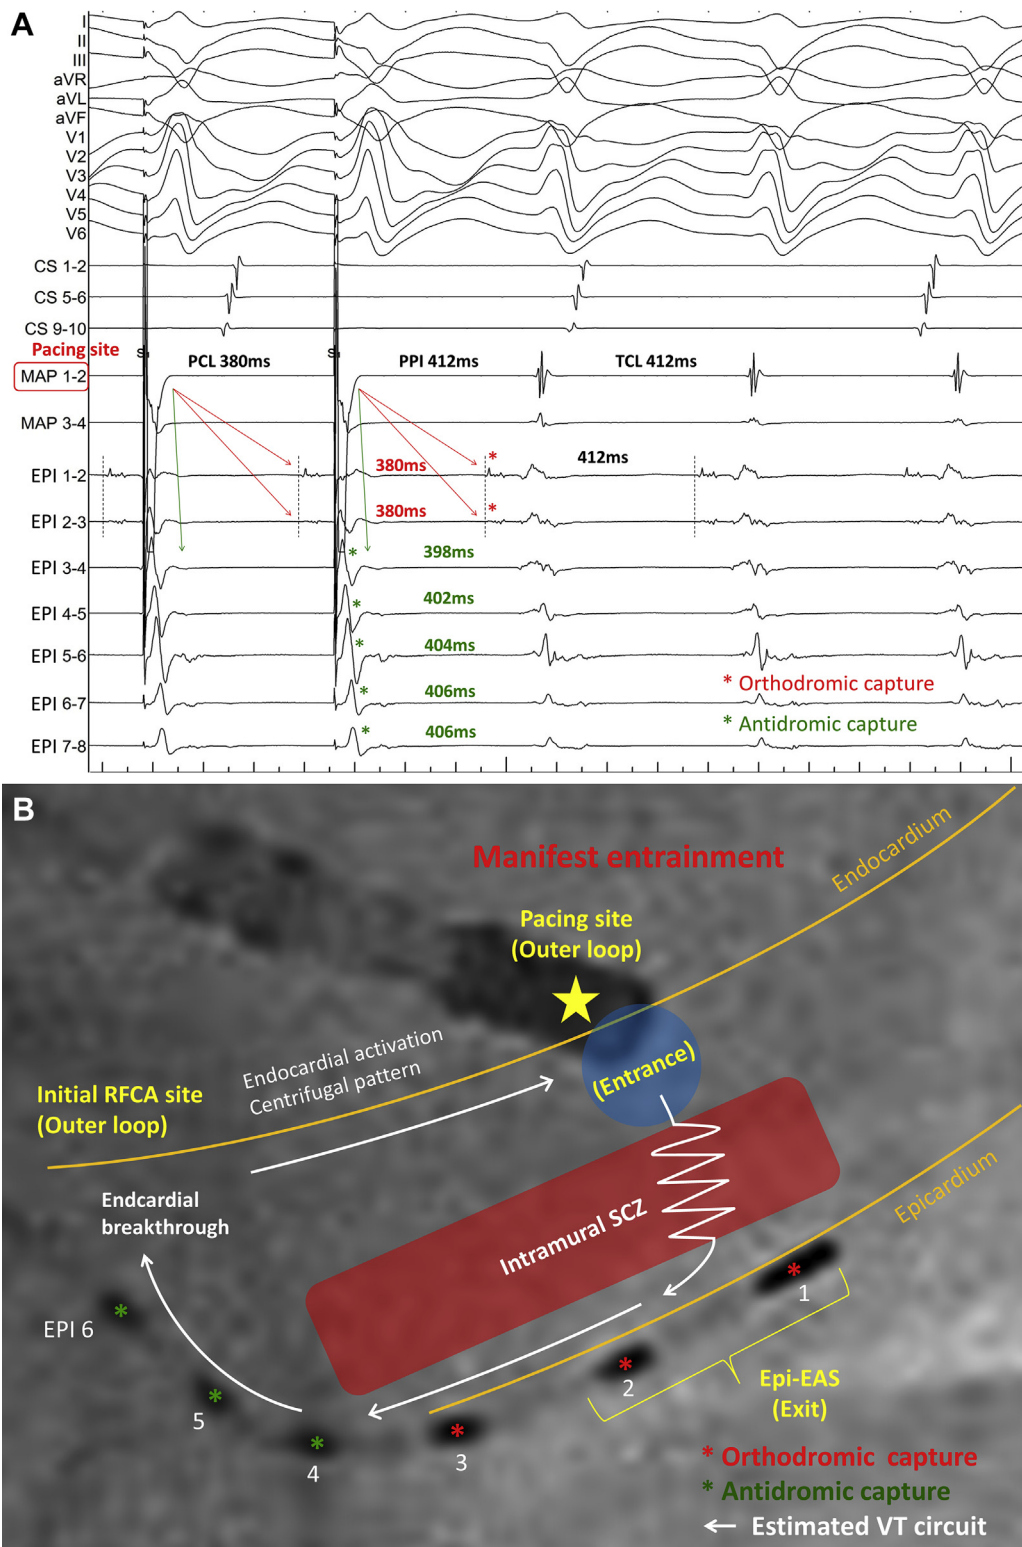 A
I
II
III
aVR
aVL
aVF
V1
V2
V3
V4
V5
V6
CS 1-2
CS 5-6
CS 9-10
Pacing site
S
S
MAP 1-2
PCL 380ms
PPI 412ms
TCL 412ms
MAP 3-4
EPI 1-2
380ms
*
412ms
EPI 2-3
380ms
*
EPI 3-4
*
398ms
EPI 4-5
*
402ms
EPI 5-6
*
404ms
EPI 6-7
*
406ms
* Orthodromic capture
* Antidromic capture
EPI 7-8
*
406ms
B
Manifest entrainment
Endocardium
Pacing site
(Outer loop)
Endocardial activation
Centrifugal pattern
(Entrance)
Initial RFCA site
(Outer loop)
Endcardial
breakthrough
Intramural SCZ
Epicardium
*
1
*
EPI 6
*
2
*
5
*
3
*
4
Epi-EAS
(Exit)
* Orthodromic capture
* Antidromic capture
← Estimated VT circuit